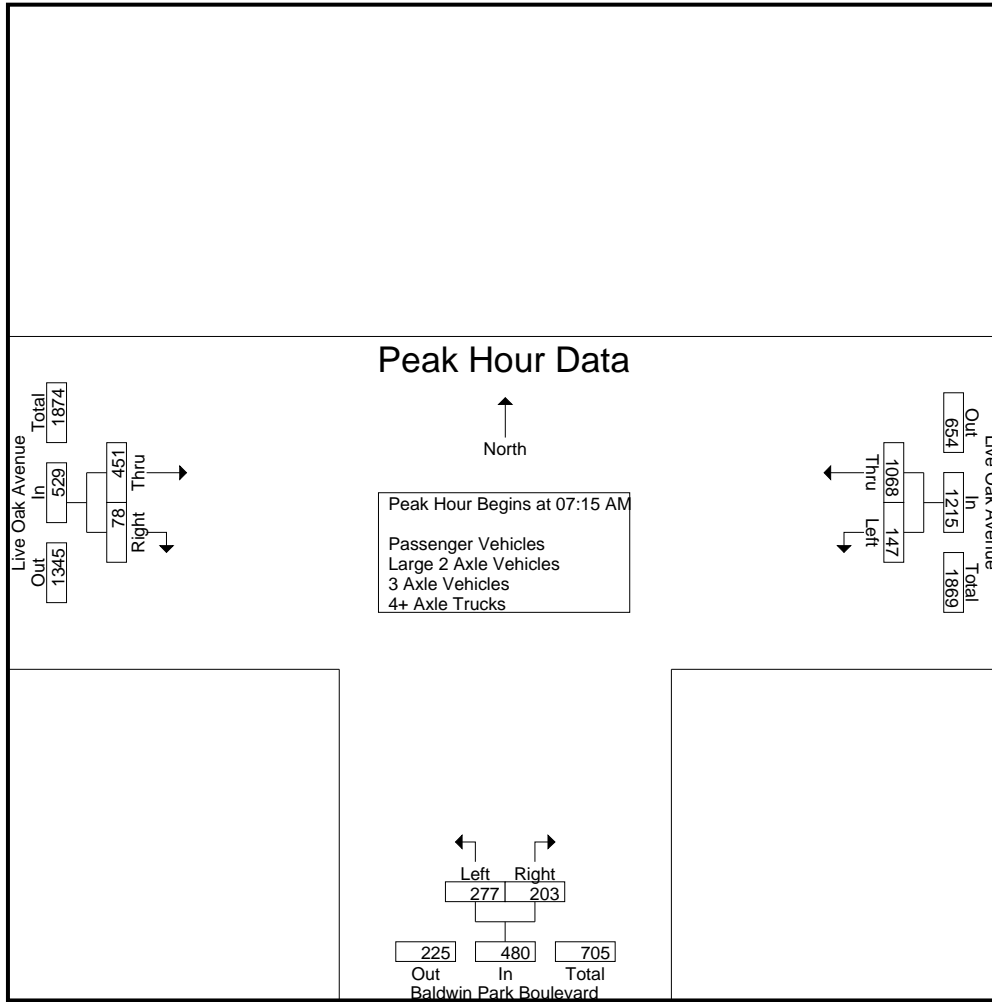 Peak Hour Data
North
Peak Hour Begins at 07:15 AM
Passenger Vehicles
Large 2 Axle Vehicles
3 Axle Vehicles
4+ Axle Trucks
Live Oak Avenue
Total
1874
In
529
Out
1345
451
Thru
78
Right
Live Oak Avenue
Out
654
In
1215
Total
1869
1068
Thru
147
Left
Left
Right
277
203
225
480
705
Out
In
Total
Baldwin Park Boulevard